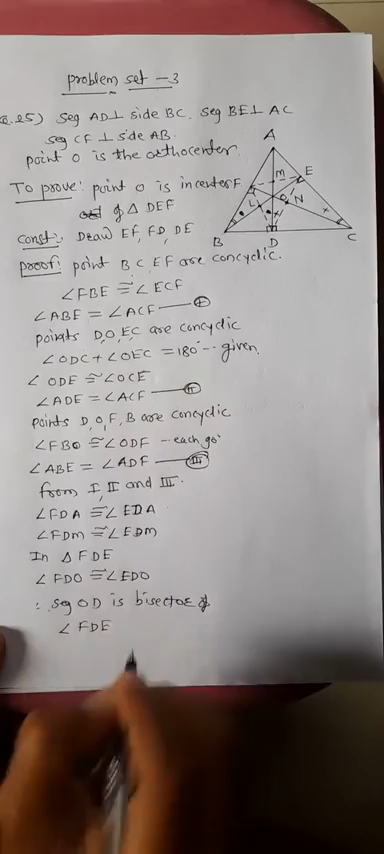 problem set -3
Q.25) Seg AD⊥ side BC. Seg BE⊥ AC
seg CF ⊥ side AB.
point O is the orthocenter.
To prove: point O is incenter
of △ DEF
Const:, Draw EF, FD, DE
proof: point B C, E F are concyclic.
∠FBE ≅ ∠ECF
∠ABE = ∠ACF — I
points D,O,E,C are concyclic
∠ODC + ∠OEC = 180° -- given.
∠ ODE ≅ ∠OCE
∠ADE = ∠ACF — II
points D, O, F, B are concyclic
∠FBO ≅ ∠ODF -- each 90°
∠ABE = ∠ADF — III
from I, II and III.
∠FDA ≅ ∠EDA
∠FDM ≅ ∠EDM
In △ FDE
∠ FDO ≅ ∠EDO
∴ seg OD is bisector of
∠ FDE
A
M
E
F
L
O
N
x
x
B
D
C